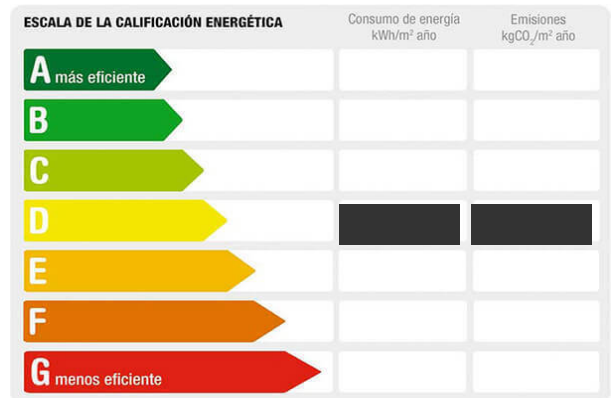 ESCALA DE LA CALIFICACIÓN ENERGÉTICA
Consumo de energía
kWh/m² año
Emisiones
kgCO₂/m² año
A más eficiente
B
C
D
E
F
G menos eficiente